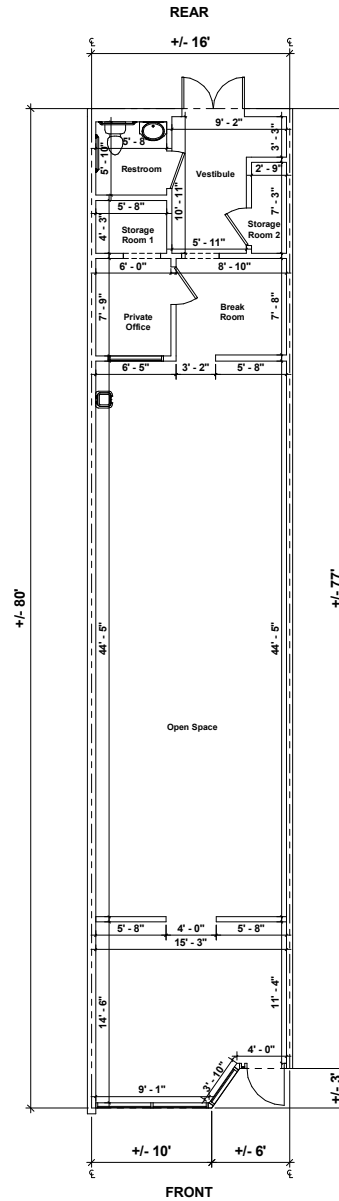 REAR
℄
+/- 16'
℄
9' - 2"
5' - 8
3' - 3"
5' - 10"
Restroom
Vestibule
2' - 9"
10' - 11"
7' - 3"
5' - 8"
4' - 3"
Storage
Room 1
Storage
Room 2
5' - 11"
6' - 0"
8' - 10"
7' - 9"
Private
Office
Break
Room
7' - 8"
6' - 5"
3' - 2"
5' - 8"
+/- 80'
+/- 77'
44' - 5"
44' - 5"
Open Space
5' - 8"
4' - 0"
5' - 8"
15' - 3"
14' - 6"
11' - 4"
4' - 0"
3' - 10"
9' - 1"
+/- 3'
+/- 10'
+/- 6'
℄
℄
FRONT